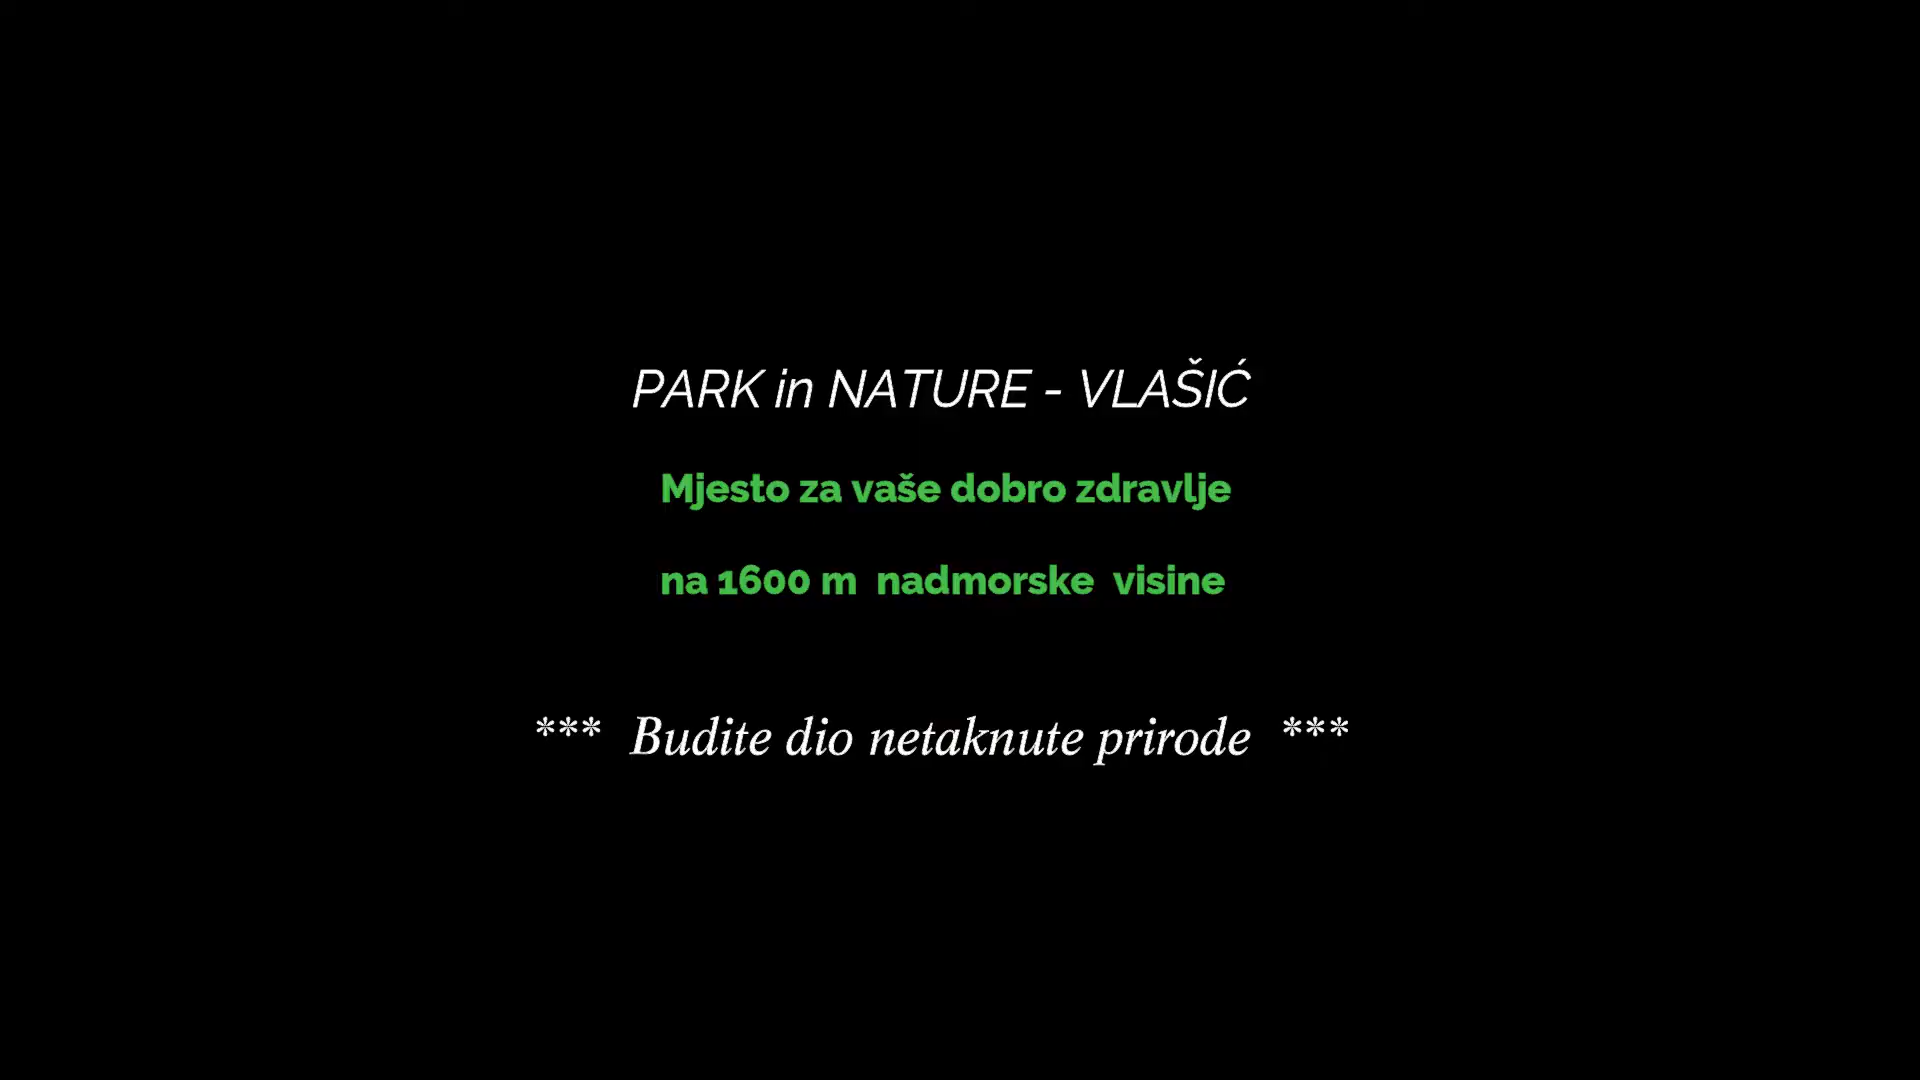 PARK in NATURE - VLAŠIĆ
Mjesto za vaše dobro zdravlje
na 1600 m  nadmorske  visine
***  Budite dio netaknute prirode  ***